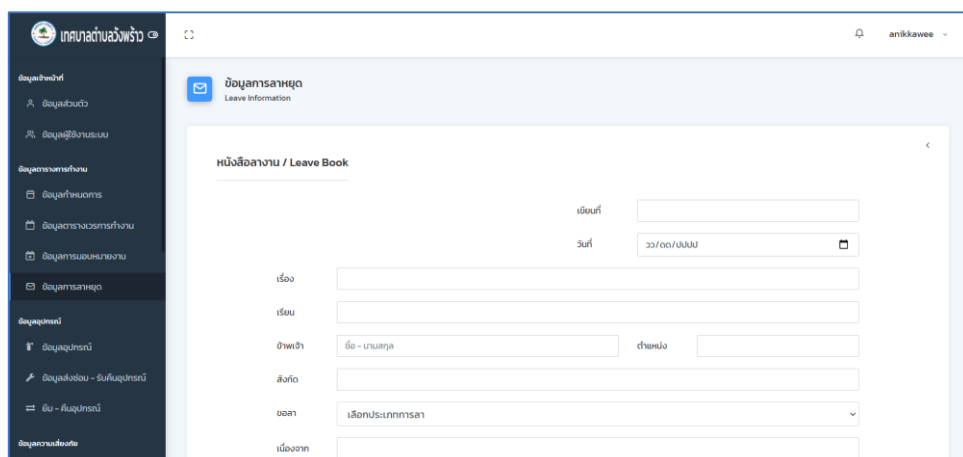 เทศบาลตำบลวังพร้าว
anikkawee
ข้อมูลเจ้าหน้าที่
ข้อมูลส่วนตัว
ข้อมูลผู้ใช้งานระบบ
ข้อมูลตารางการทำงาน
ข้อมูลกำหนดการ
ข้อมูลตารางเวรการทำงาน
ข้อมูลการมอบหมายงาน
ข้อมูลการลาหยุด
ข้อมูลอุปกรณ์
ข้อมูลอุปกรณ์
ข้อมูลส่งซ่อม - รับคืนอุปกรณ์
ยืม - คืนอุปกรณ์
ข้อมูลความเสี่ยงภัย
ข้อมูลการลาหยุด
Leave Information
หนังสือลางาน / Leave Book
เขียนที่
วันที่ วว/ดด/ปปปป
เรื่อง
เรียน
ข้าพเจ้า ชื่อ - นามสกุล ตำแหน่ง
สังกัด
ขอลา เลือกประเภทการลา
เนื่องจาก